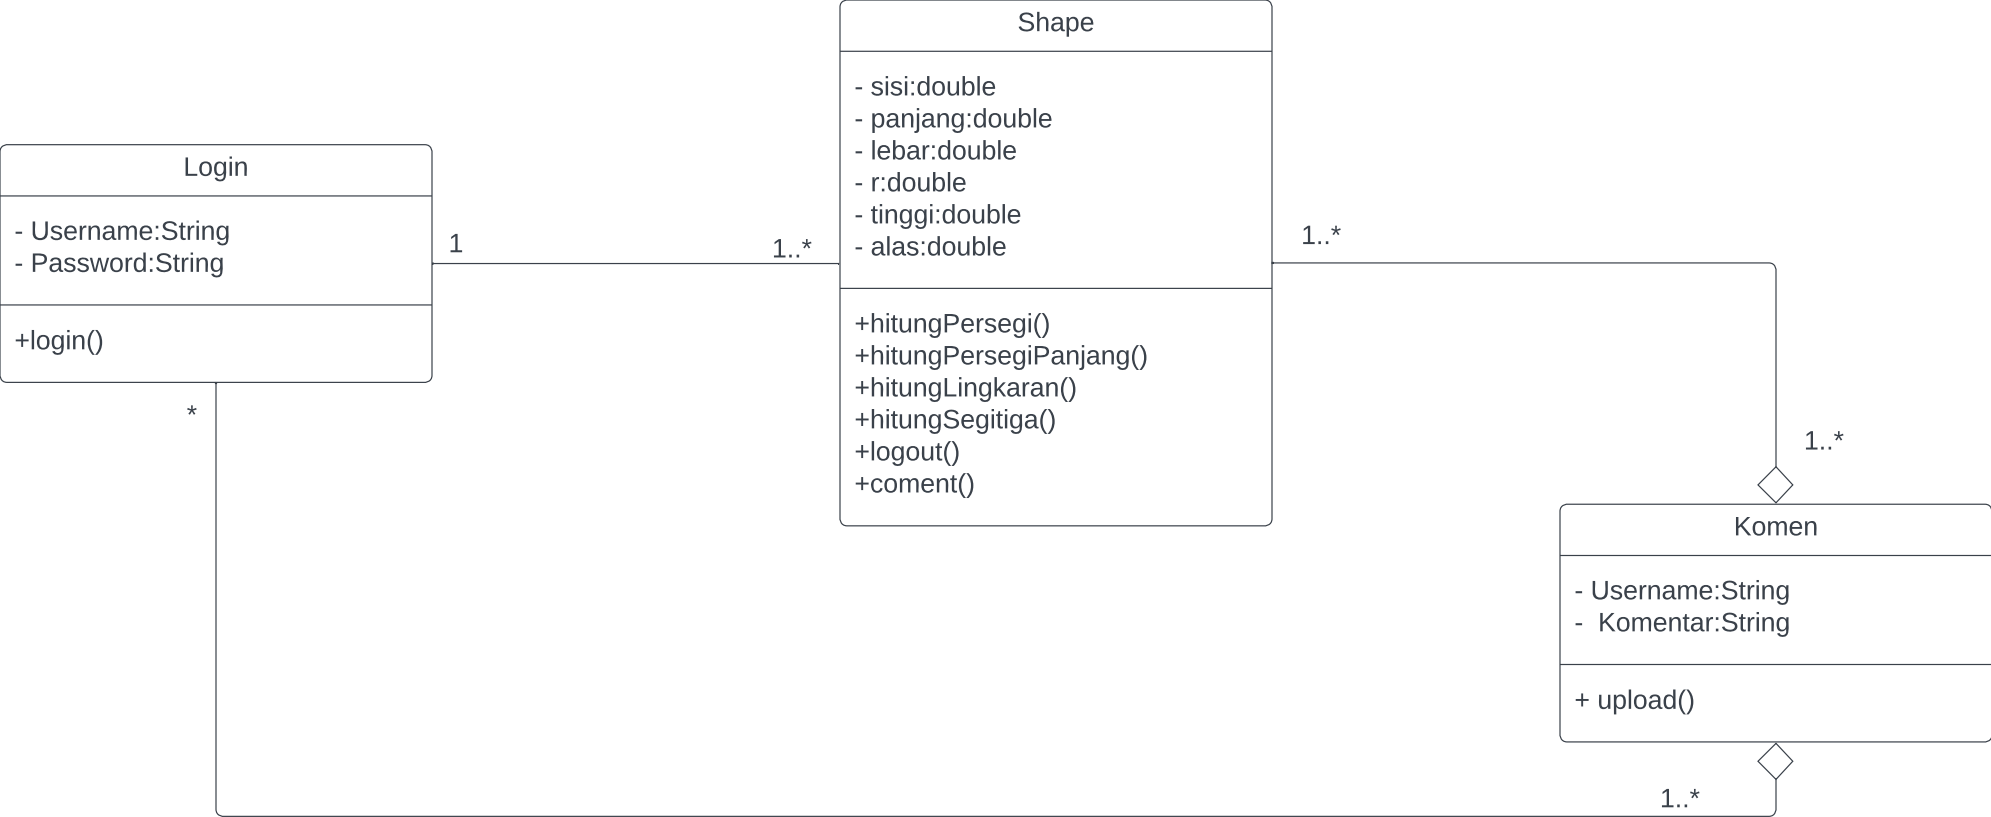 Shape
- sisi:double
- panjang:double
- lebar:double
- r:double
- tinggi:double
- alas:double
+hitungPersegi()
+hitungPersegiPanjang()
+hitungLingkaran()
+hitungSegitiga()
+logout()
+coment()
Login
- Username:String
- Password:String
+login()
1
1..*
1..*
*
1..*
Komen
- Username:String
-  Komentar:String
+ upload()
1..*